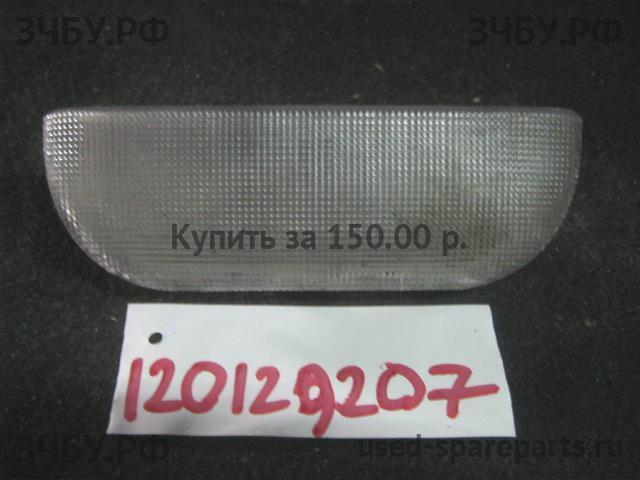 ЗЧБУ.РФ ЗЧБУ.РФ
Купить за 150.00 р.
120129207
ЗЧБУ.РФ used-spareparts.ru